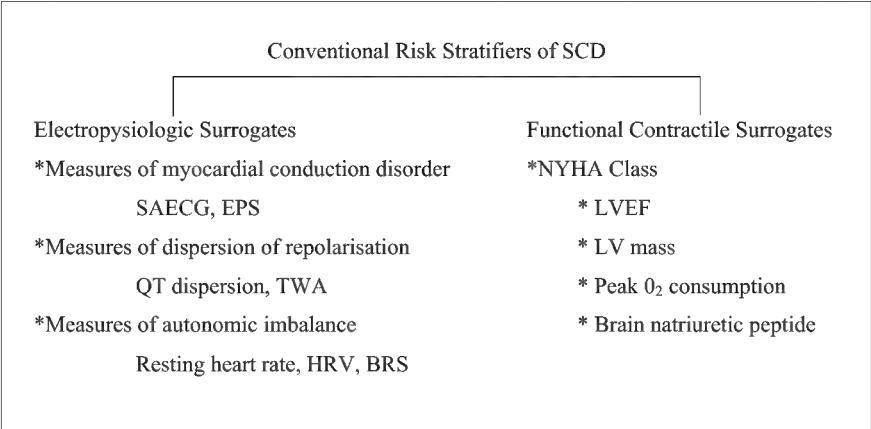 Conventional Risk Stratifiers of SCD
Electropysiologic Surrogates
*Measures of myocardial conduction disorder
SAECG, EPS
*Measures of dispersion of repolarisation
QT dispersion, TWA
*Measures of autonomic imbalance
Resting heart rate, HRV, BRS
Functional Contractile Surrogates
*NYHA Class
* LVEF
* LV mass
* Peak 0₂ consumption
* Brain natriuretic peptide